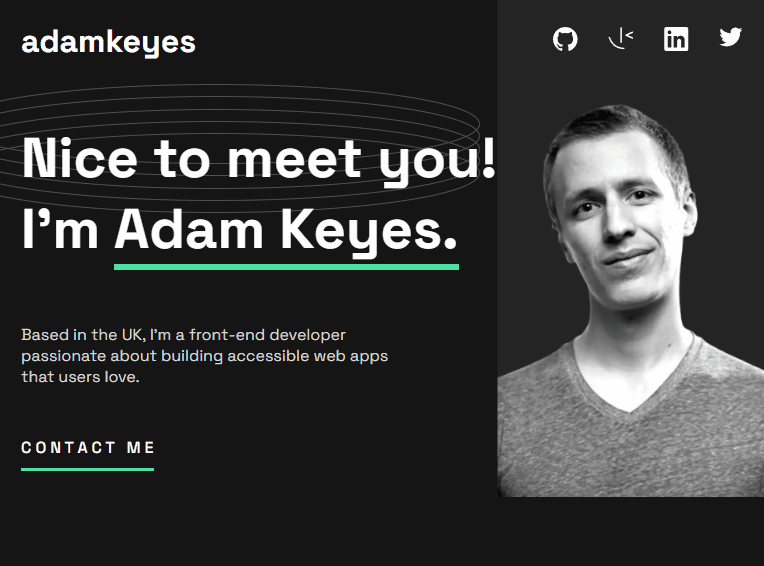 adamkeyes
Nice to meet you!
I’m Adam Keyes.
Based in the UK, I’m a front-end developer
passionate about building accessible web apps
that users love.
CONTACT ME